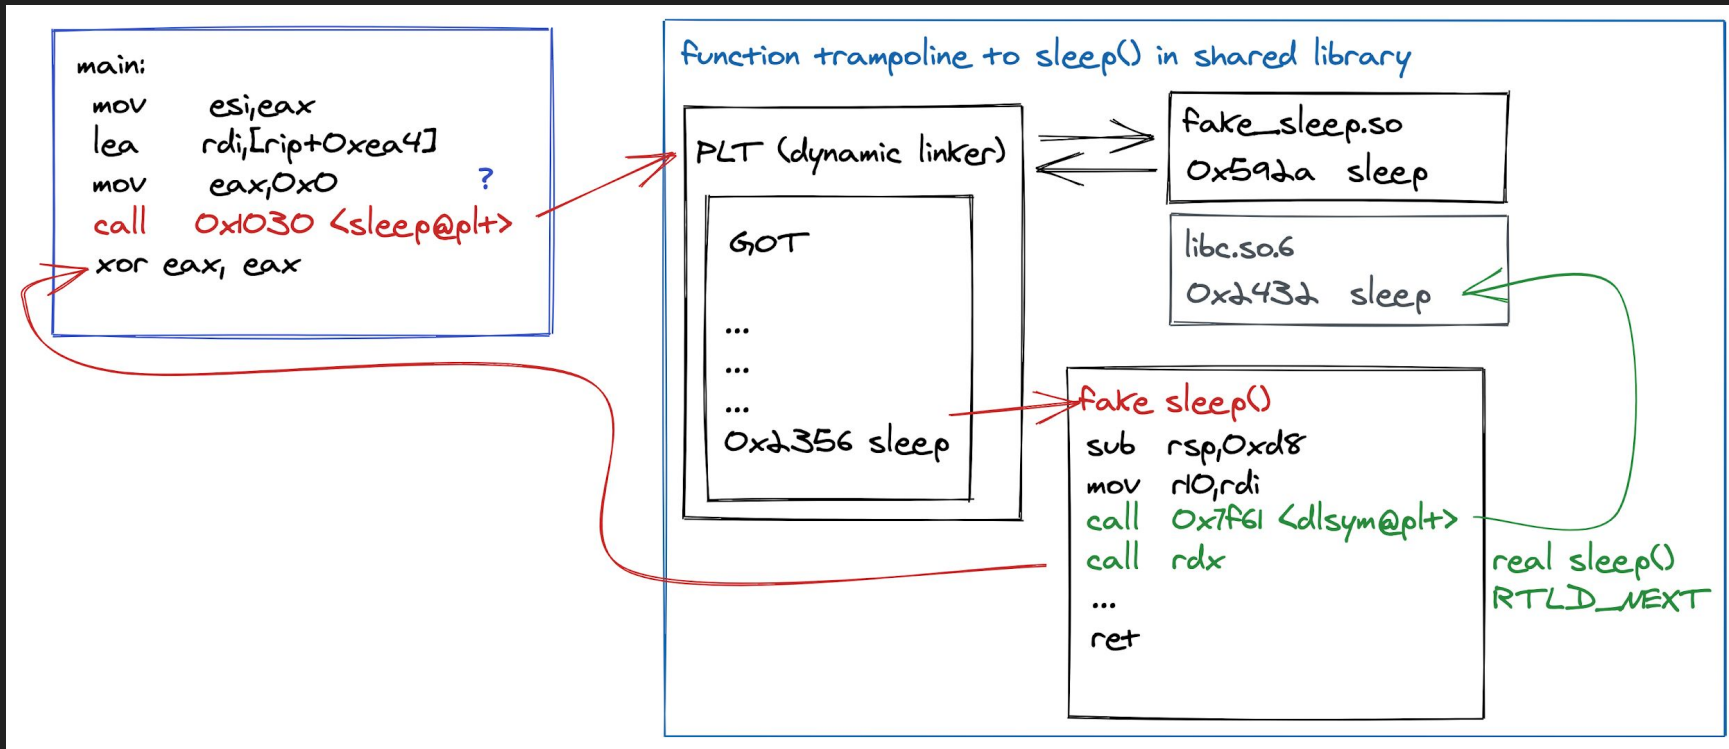 main:
mov esi,eax
lea rdi,[rip+0xea4]
mov eax,0x0
?
call 0x1030 <sleep@plt>
xor eax, eax
function trampoline to sleep() in shared library
PLT (dynamic linker)
GOT
...
...
...
0x2356 sleep
fake_sleep.so
0x592a sleep
libc.so.6
0x2432 sleep
fake sleep()
sub rsp,0xd8
mov r10,rdi
call 0x7f61 <dlsym@plt>
call rdx
...
ret
real sleep()
RTLD_NEXT